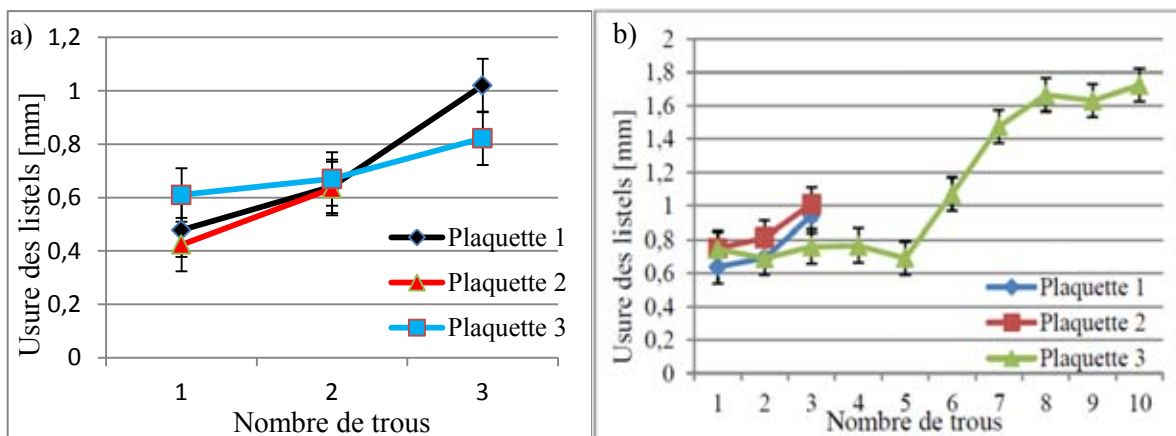 a)
Usure des listels [mm]
1,2
1
0,8
0,6
0,4
0,2
0
Plaquette 1
Plaquette 2
Plaquette 3
1 2 3
Nombre de trous
b)
Usure des listels [mm]
2
1,8
1,6
1,4
1,2
1
0,8
0,6
0,4
0,2
0
Plaquette 1
Plaquette 2
Plaquette 3
1 2 3 4 5 6 7 8 9 10
Nombre de trous